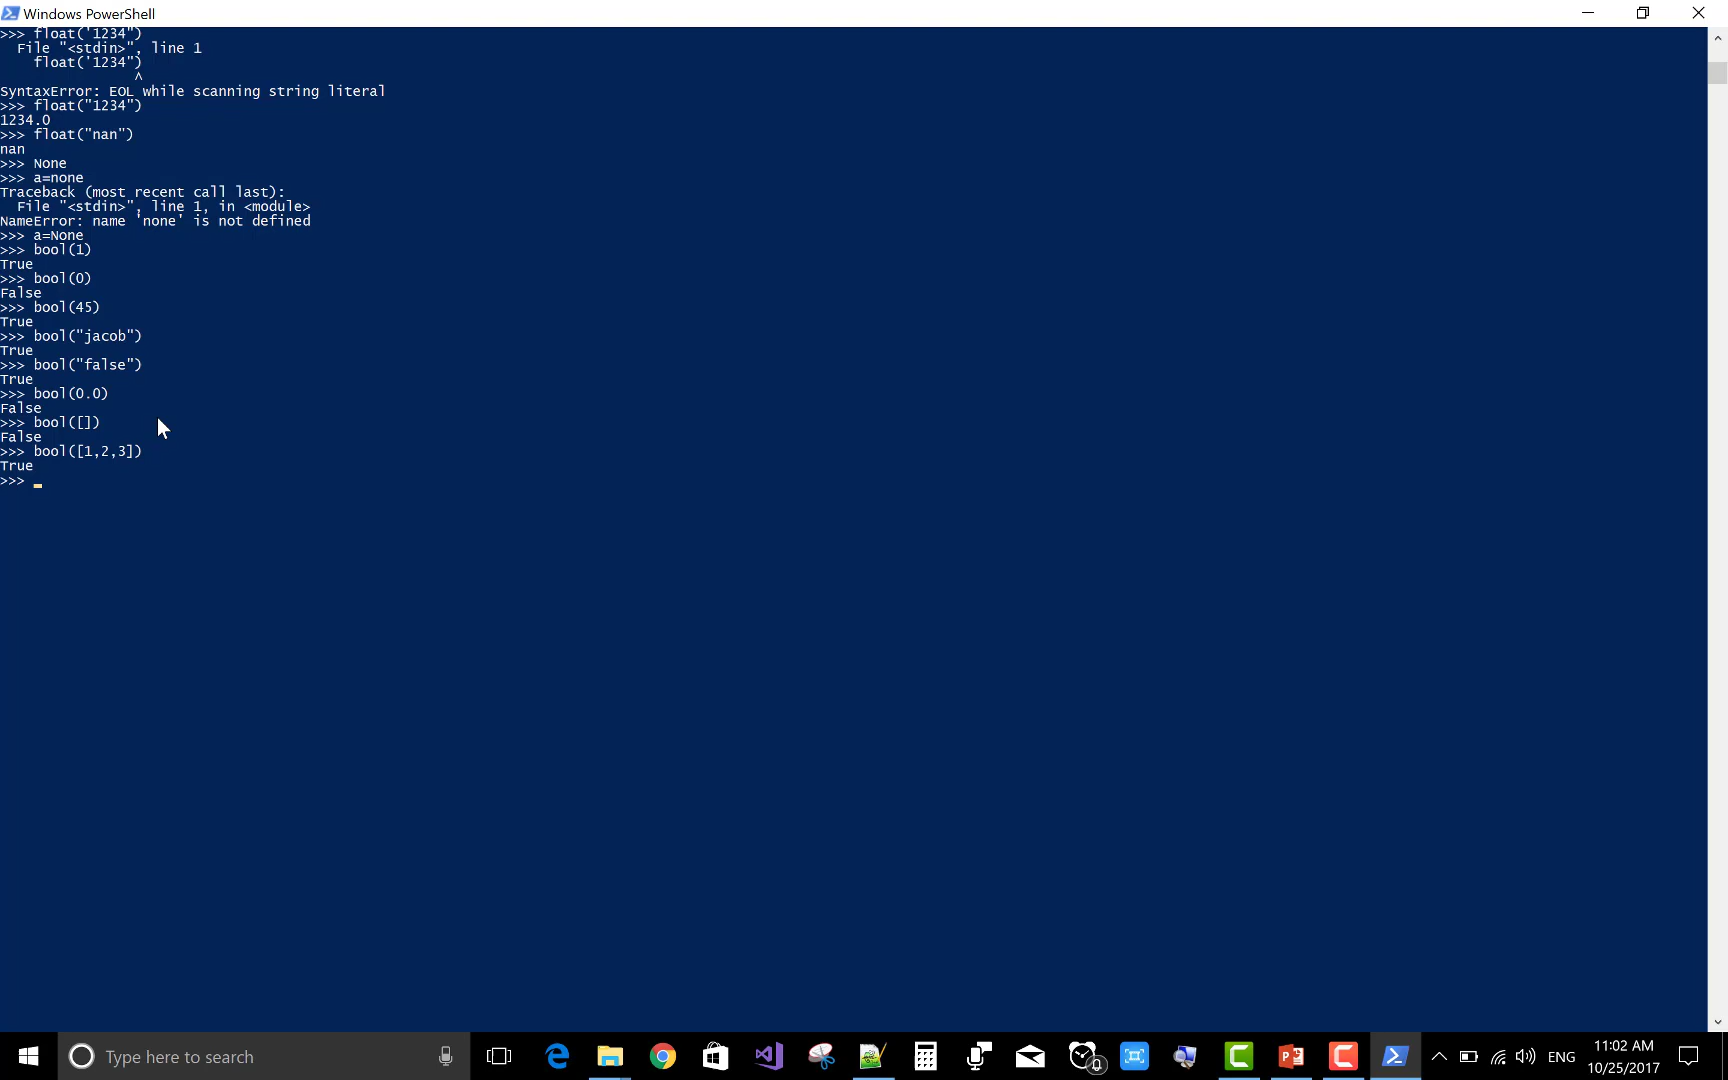 Windows PowerShell
>>> float('1234")
  File "<stdin>", line 1
    float('1234")
                ^
SyntaxError: EOL while scanning string literal
>>> float("1234")
1234.0
>>> float("nan")
nan
>>> None
>>> a=none
Traceback (most recent call last):
  File "<stdin>", line 1, in <module>
NameError: name 'none' is not defined
>>> a=None
>>> bool(1)
True
>>> bool(0)
False
>>> bool(45)
True
>>> bool("jacob")
True
>>> bool("false")
True
>>> bool(0.0)
False
>>> bool([])
False
>>> bool([1,2,3])
True
>>>
Type here to search
ENG
11:02 AM
10/25/2017